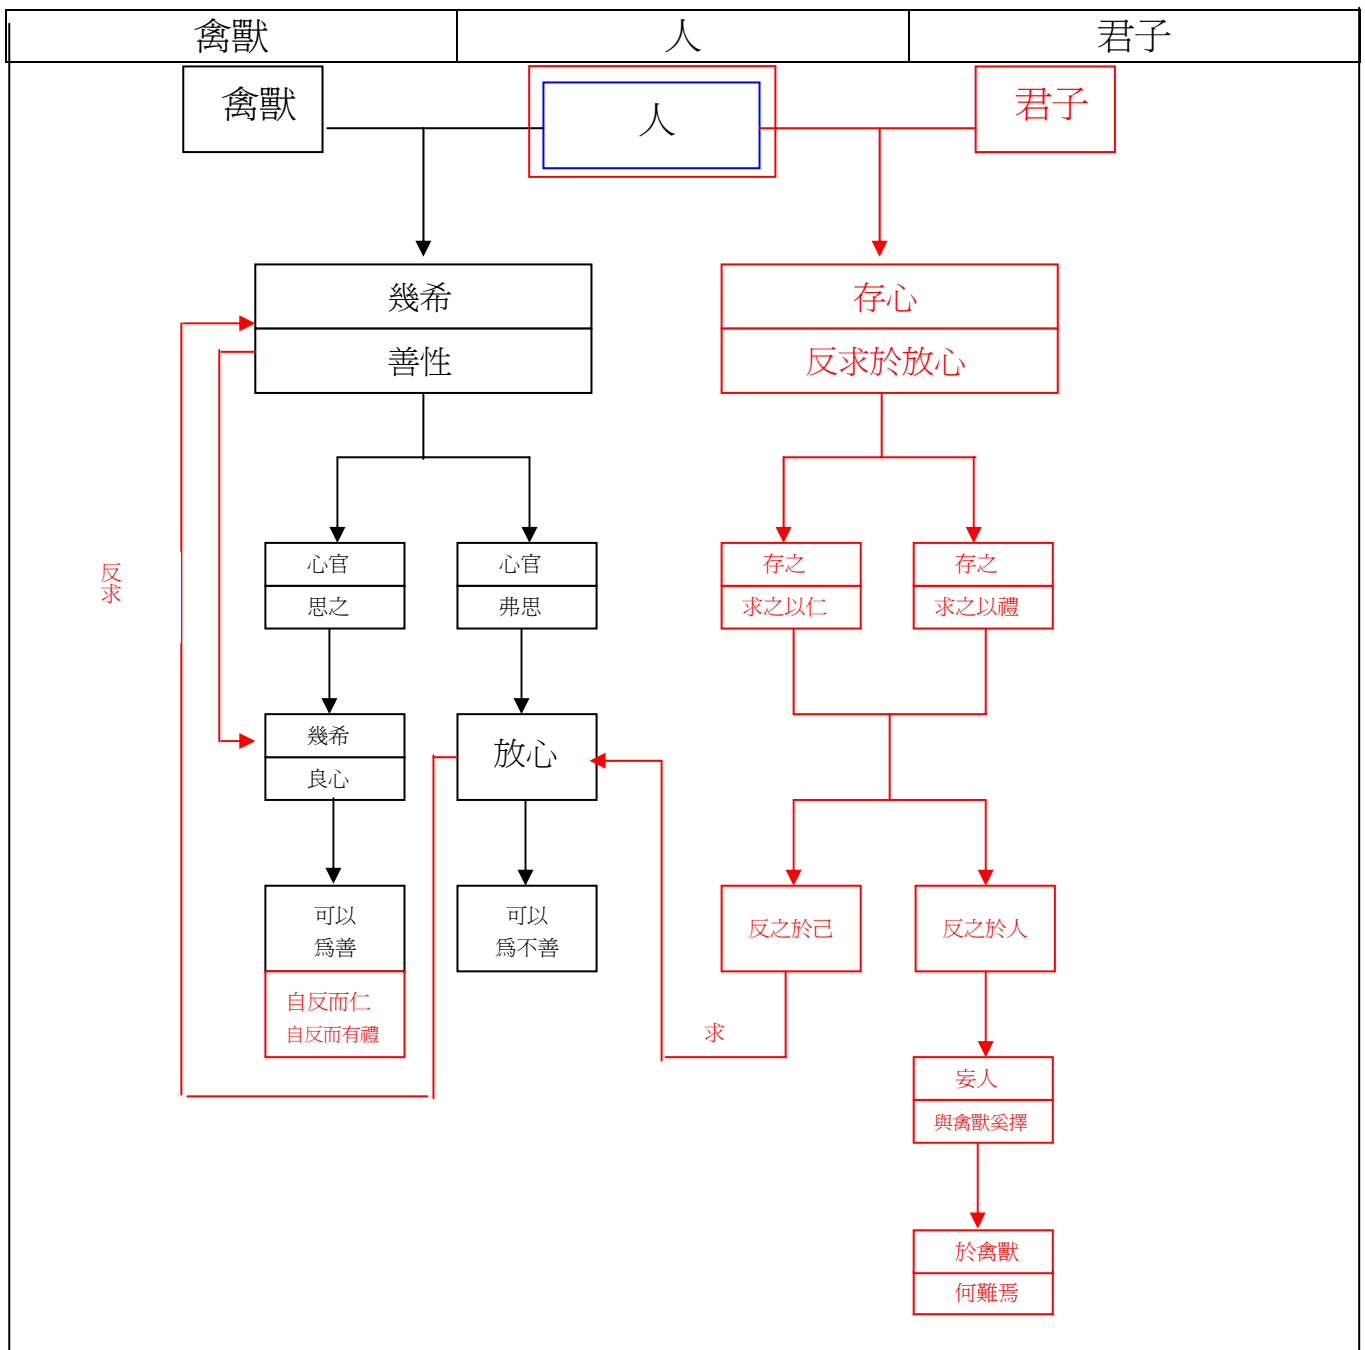 禽獸
人
君子
禽獸
人
君子
幾希
善性
存心
反求於放心
反求
心官
思之
心官
弗思
存之
求之以仁
存之
求之以禮
幾希
良心
放心
可以
爲善
自反而仁
自反而有禮
可以
爲不善
反之於己
反之於人
求
妄人
與禽獸奚擇
於禽獸
何難焉